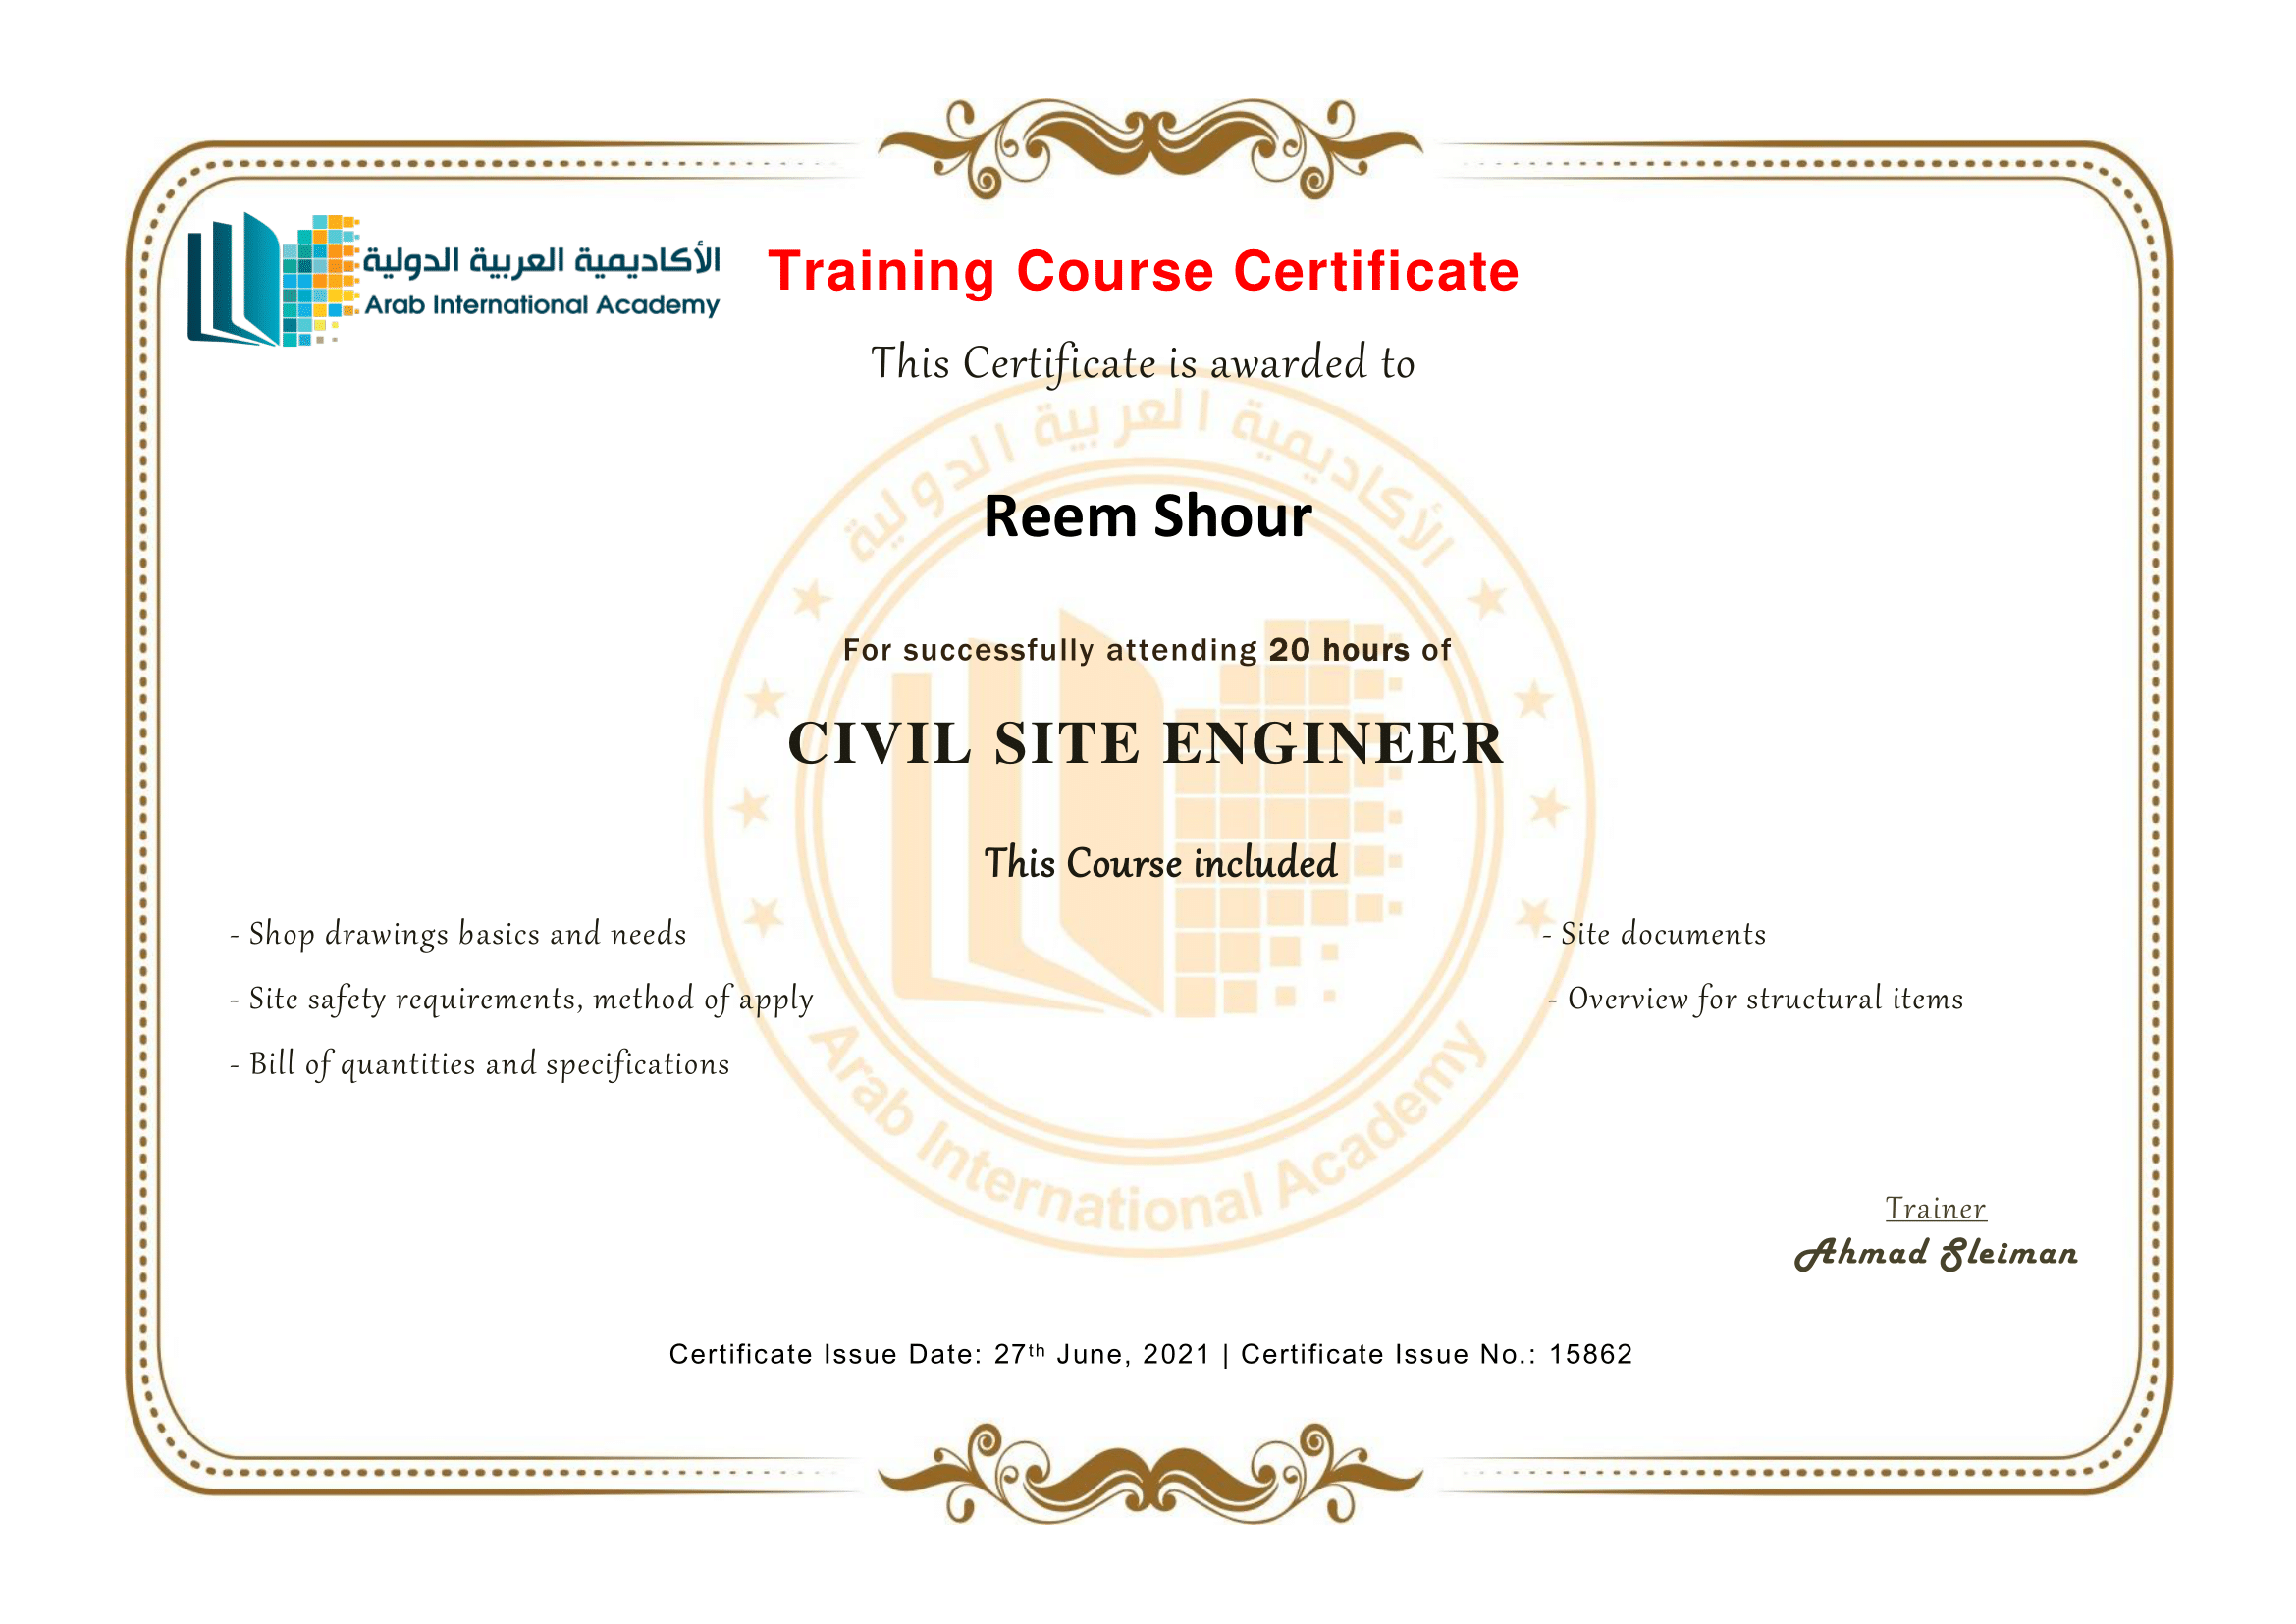 الأكاديمية العربية الدولية
Arab International Academy
Training Course Certificate
This Certificate is awarded to
الأكاديمية العربية الدولية
Reem Shour
For successfully attending 20 hours of
CIVIL SITE ENGINEER
This Course included
- Shop drawings basics and needs
- Site documents
- Site safety requirements, method of apply
- Overview for structural items
- Bill of quantities and specifications
Arab International Academy
Trainer
Ahmad Sleiman
Certificate Issue Date: 27th June, 2021 | Certificate Issue No.: 15862